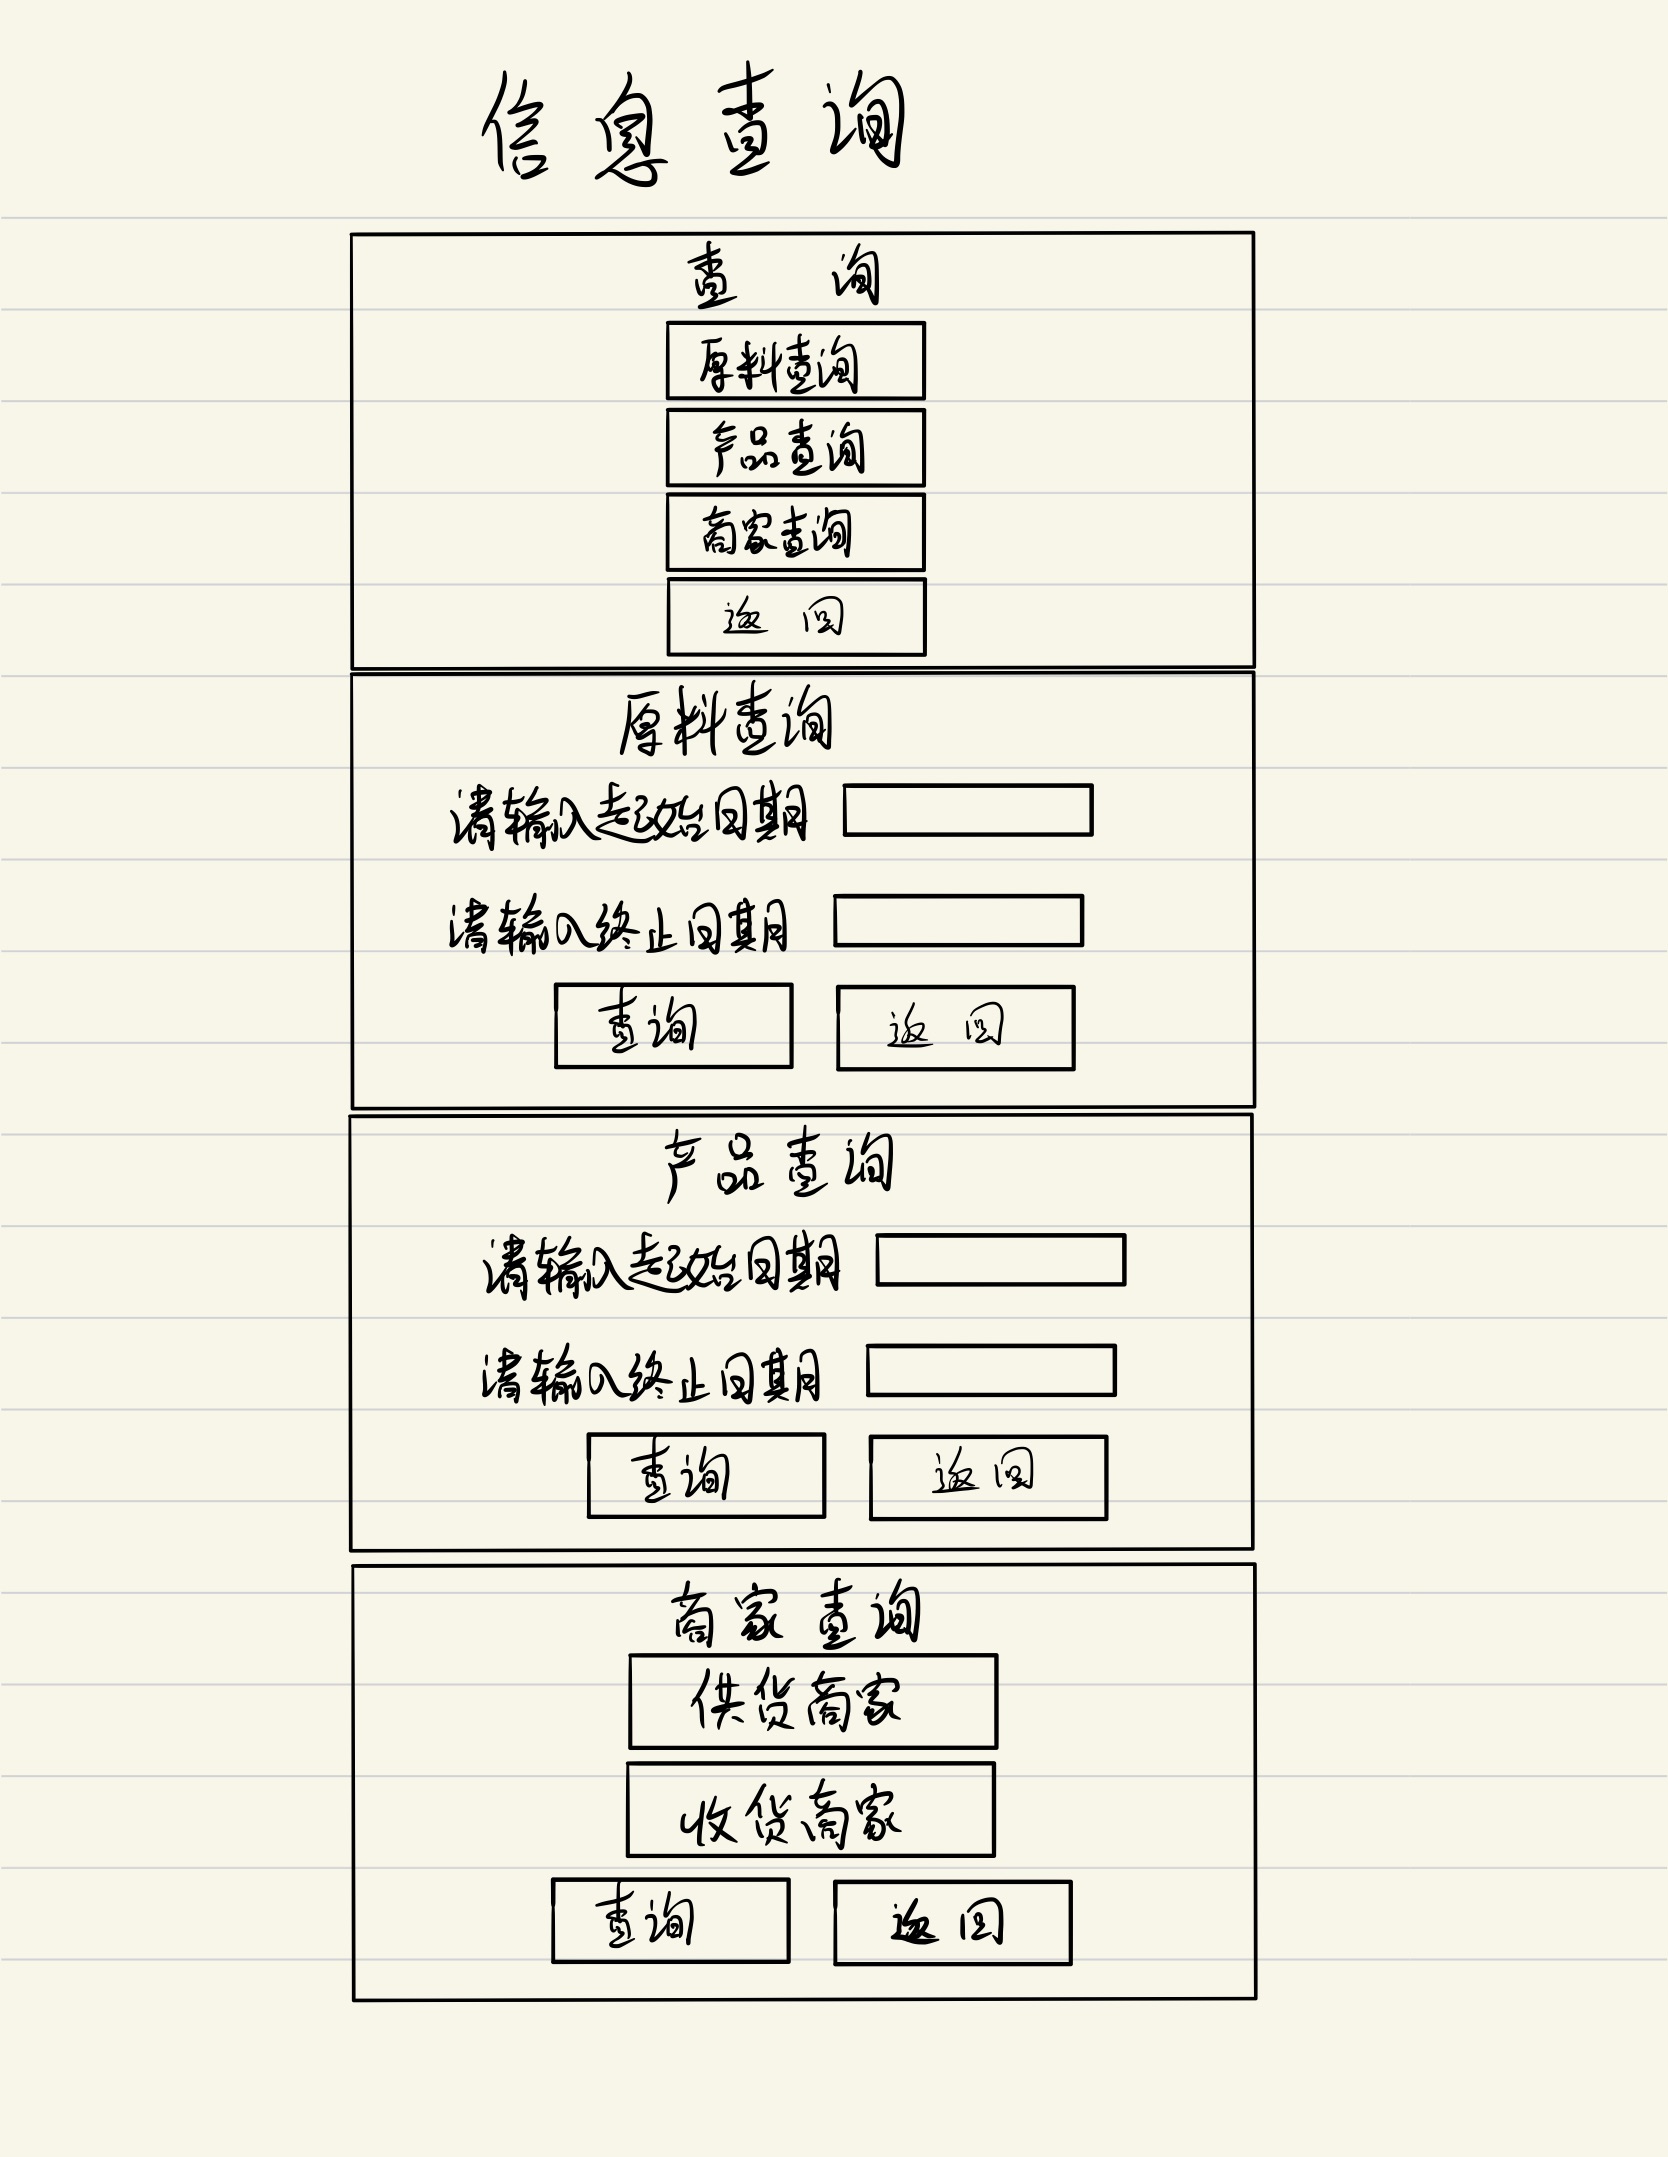 信息查询
查 询
原料查询
产品查询
商家查询
返回
原料查询
请输入起始日期
请输入终止日期
查询 返回
产品查询
请输入起始日期
请输入终止日期
查询 返回
商家查询
供货商家
收货商家
查询 返回